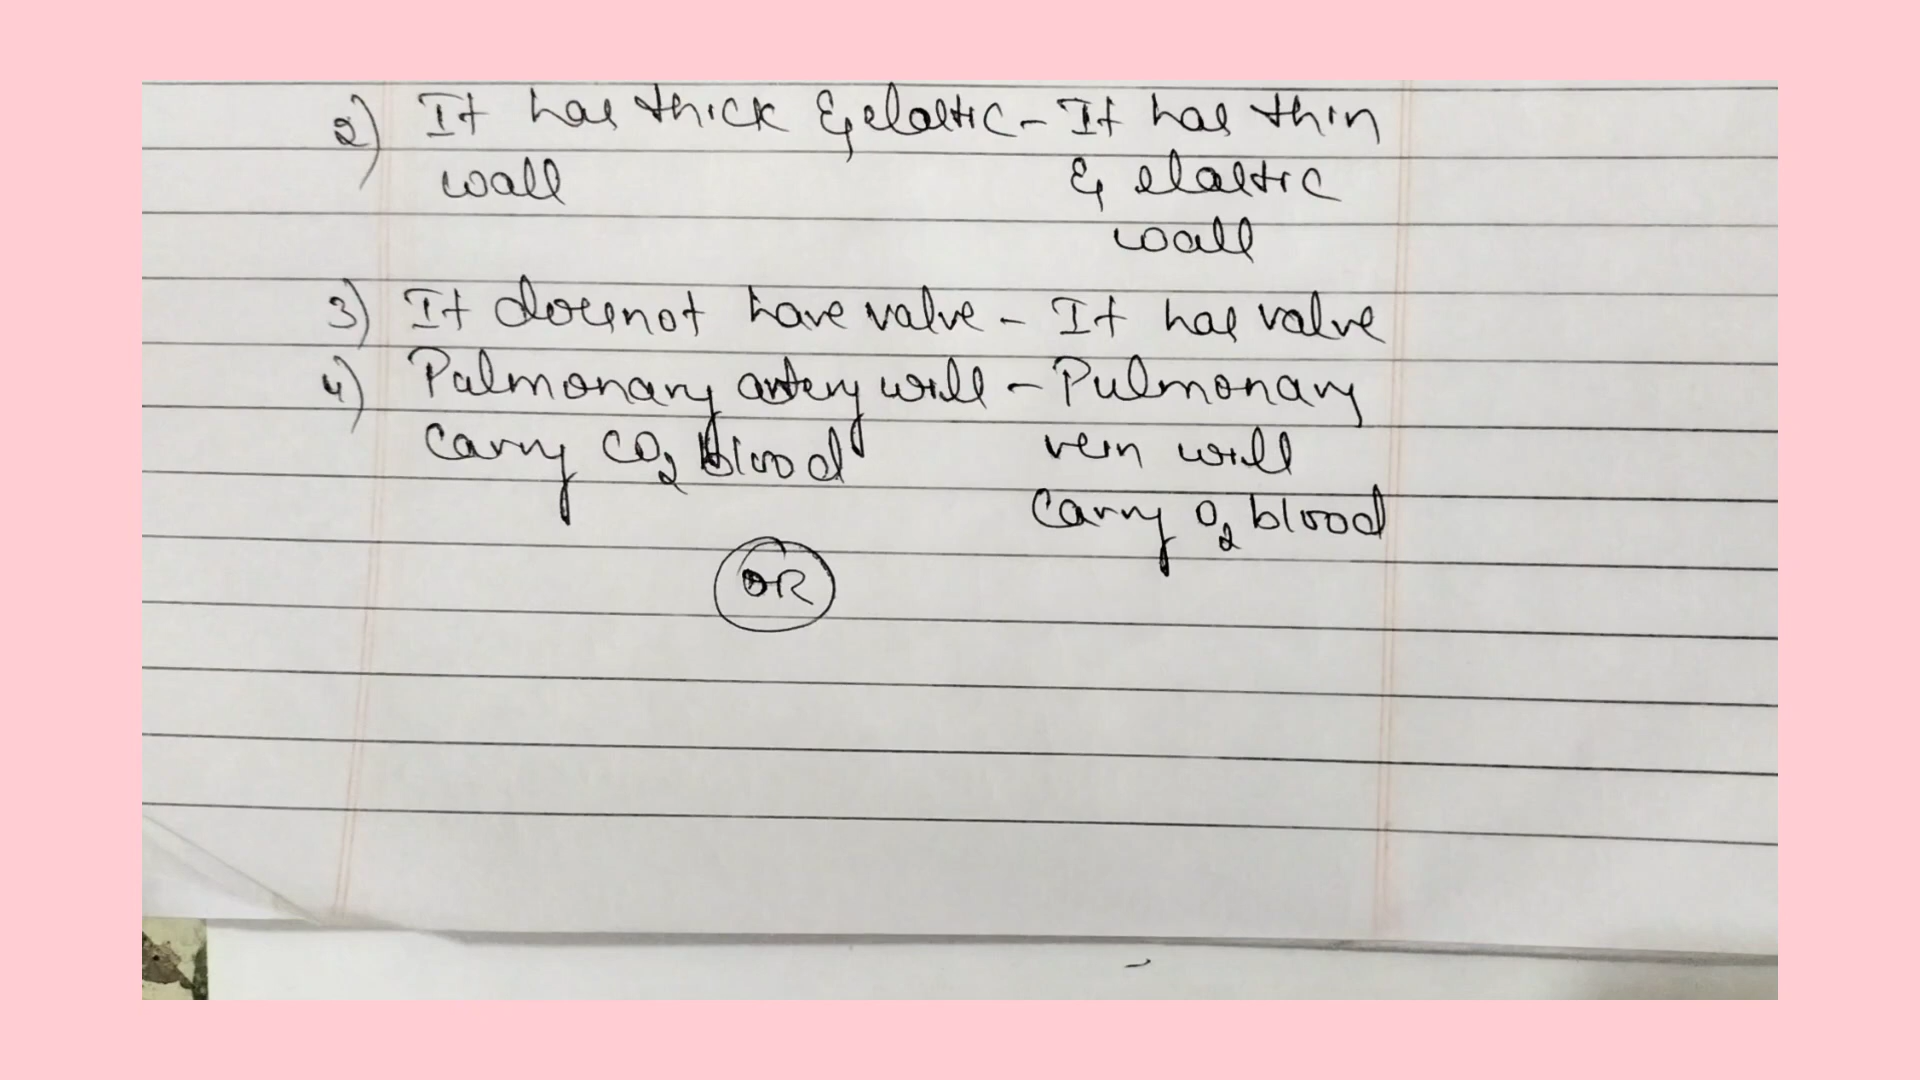 2) It has thick & elastic - It has thin
wall & elastic
wall
3) It doesnot have valve - It has valve
4) Pulmonary artery will - Pulmonary
carry CO2 blood vein will
carry O2 blood
OR